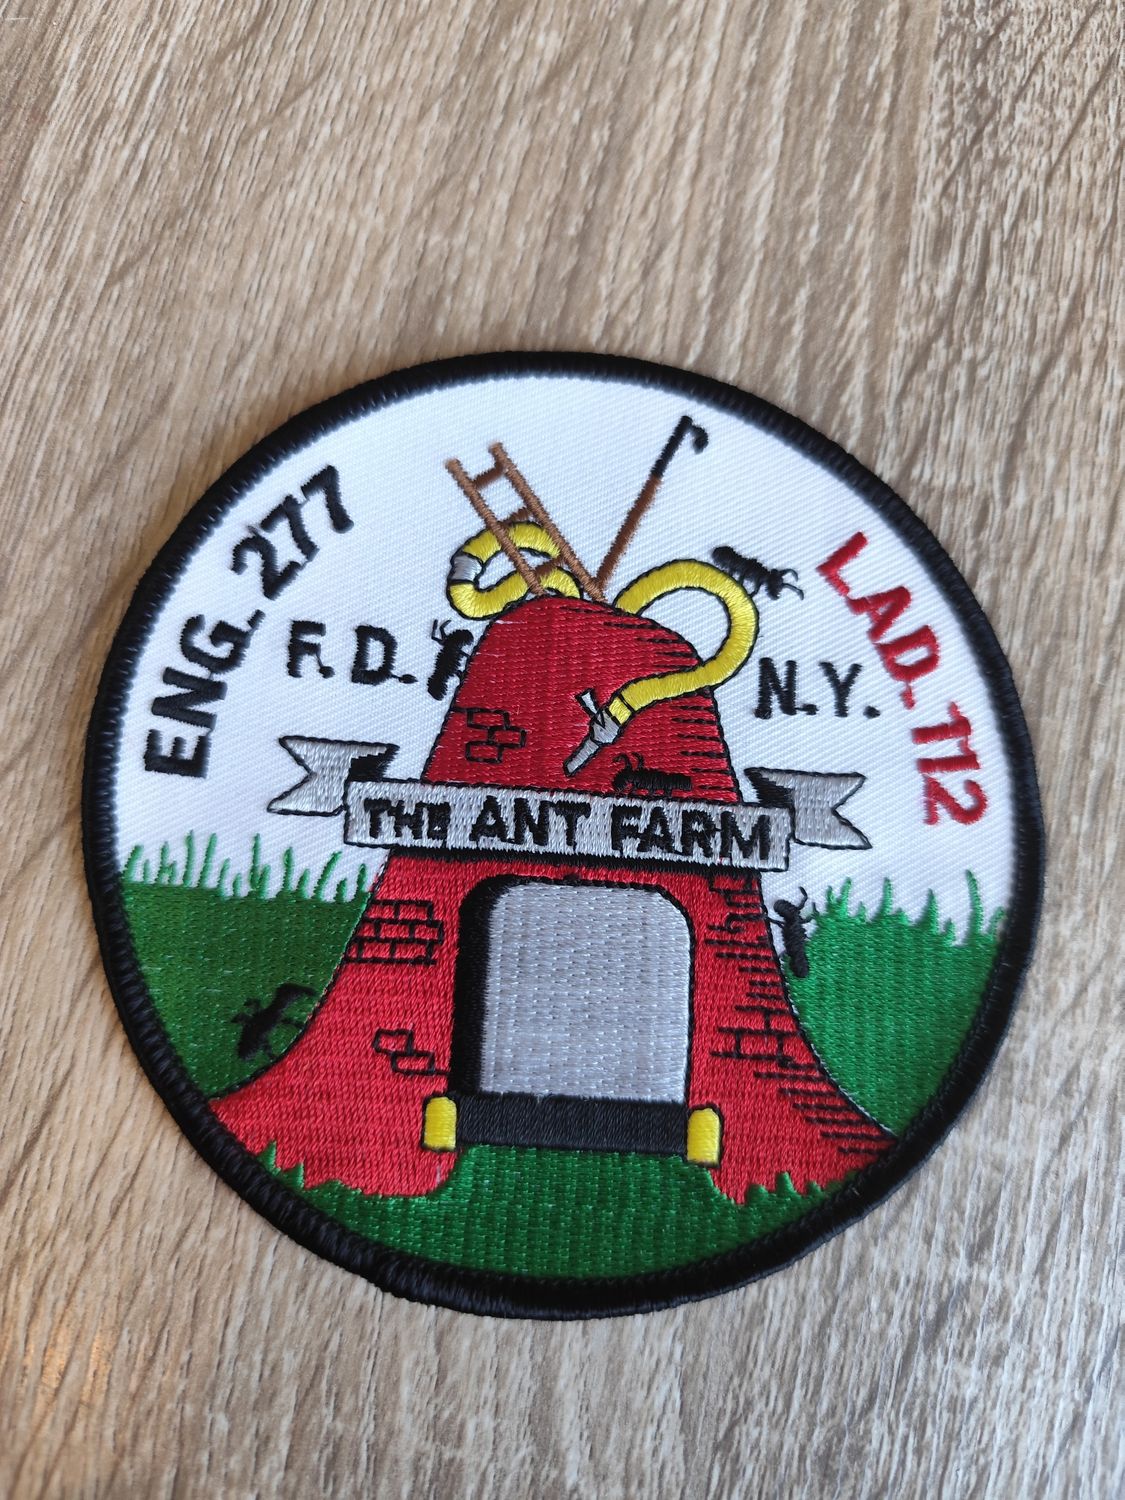 ENG. 277
LAD. 112
F.D. N.Y.
THE ANT FARM